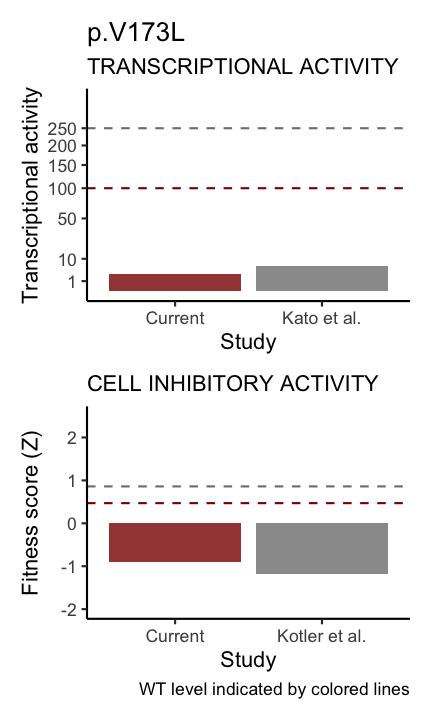 p.V173L
TRANSCRIPTIONAL ACTIVITY
Transcriptional activity
250
200
150
100
50
10
1
Current
Kato et al.
Study
CELL INHIBITORY ACTIVITY
Fitness score (Z)
2
1
0
-1
-2
Current
Kotler et al.
Study
WT level indicated by colored lines